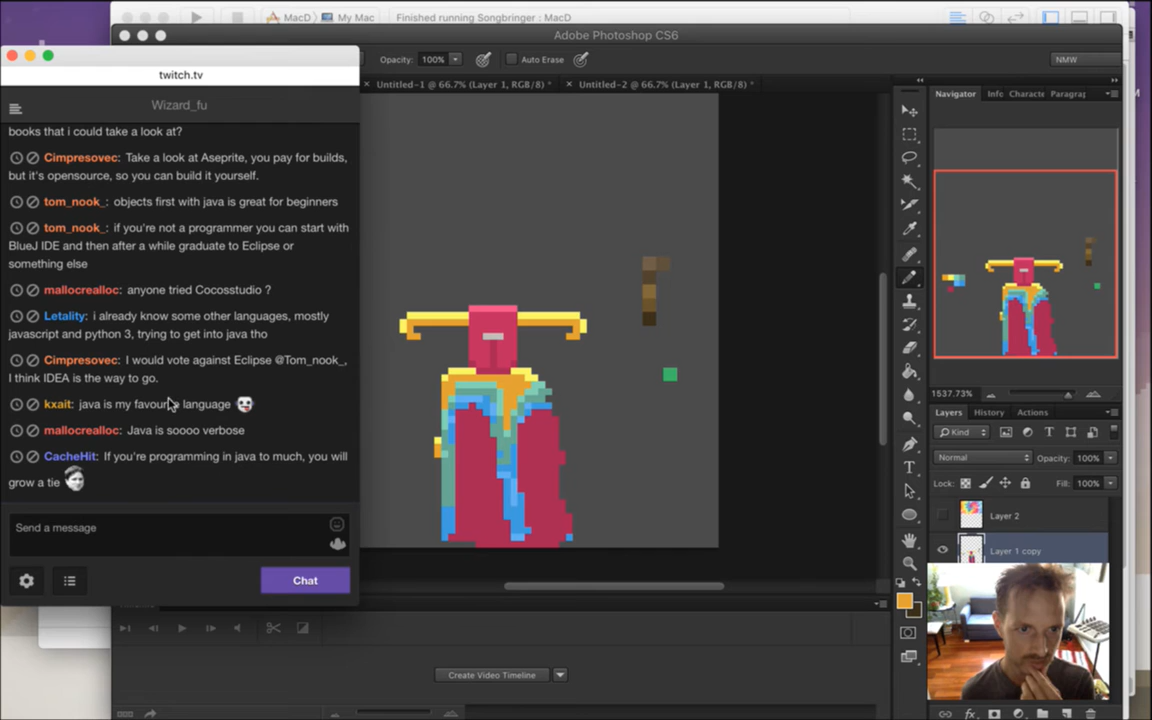 MacD
My Mac
Finished running Songbringer : MacD
Adobe Photoshop CS6
Opacity: 100%
Auto Erase
NMW
twitch.tv
Untitled-1 @ 66.7% (Layer 1, RGB/8) *
Untitled-2 @ 66.7% (Layer 1, RGB/8) *
Wizard_fu
books that i could take a look at?
Cimpresovec: Take a look at Aseprite, you pay for builds,
but it's opensource, so you can build it yourself.
tom_nook_: objects first with java is great for beginners
tom_nook_: if you're not a programmer you can start with
BlueJ IDE and then after a while graduate to Eclipse or
something else
mallocrealloc: anyone tried Cocosstudio ?
Letality: i already know some other languages, mostly
javascript and python 3, trying to get into java tho
Cimpresovec: I would vote against Eclipse @Tom_nook_,
I think IDEA is the way to go.
kxait: java is my favourite language
mallocrealloc: Java is soooo verbose
CacheHit: If you're programming in java to much, you will
grow a tie
Send a message
Chat
Create Video Timeline
Navigator
Info
Characte
Paragraj
1537.73%
Layers
History
Actions
Kind
Normal
Opacity: 100%
Lock:
Fill: 100%
Layer 2
Layer 1 copy